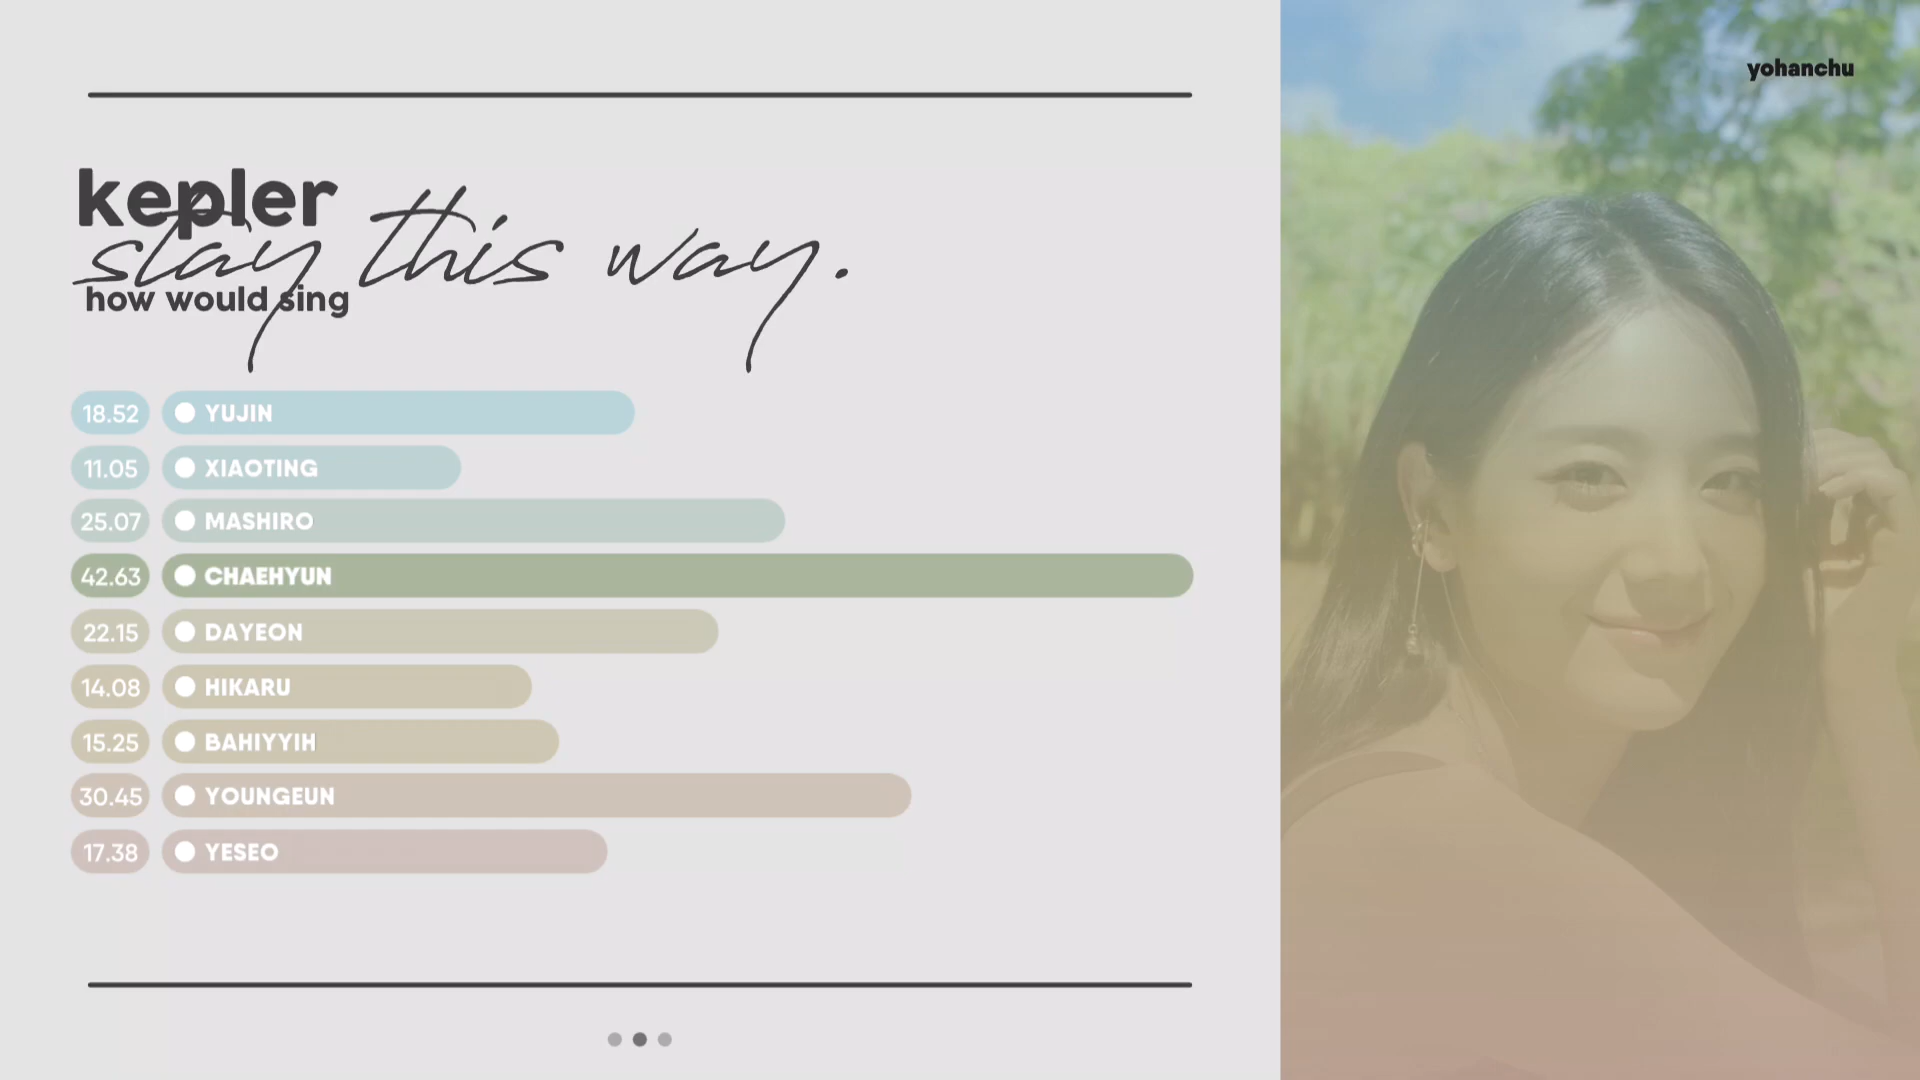 yohanchu
kepler
stay this way.
how would sing
18.52 YUJIN
11.05 XIAOTING
25.07 MASHIRO
42.63 CHAEHYUN
22.15 DAYEON
14.08 HIKARU
15.25 BAHIYYIH
30.45 YOUNGEUN
17.38 YESEO